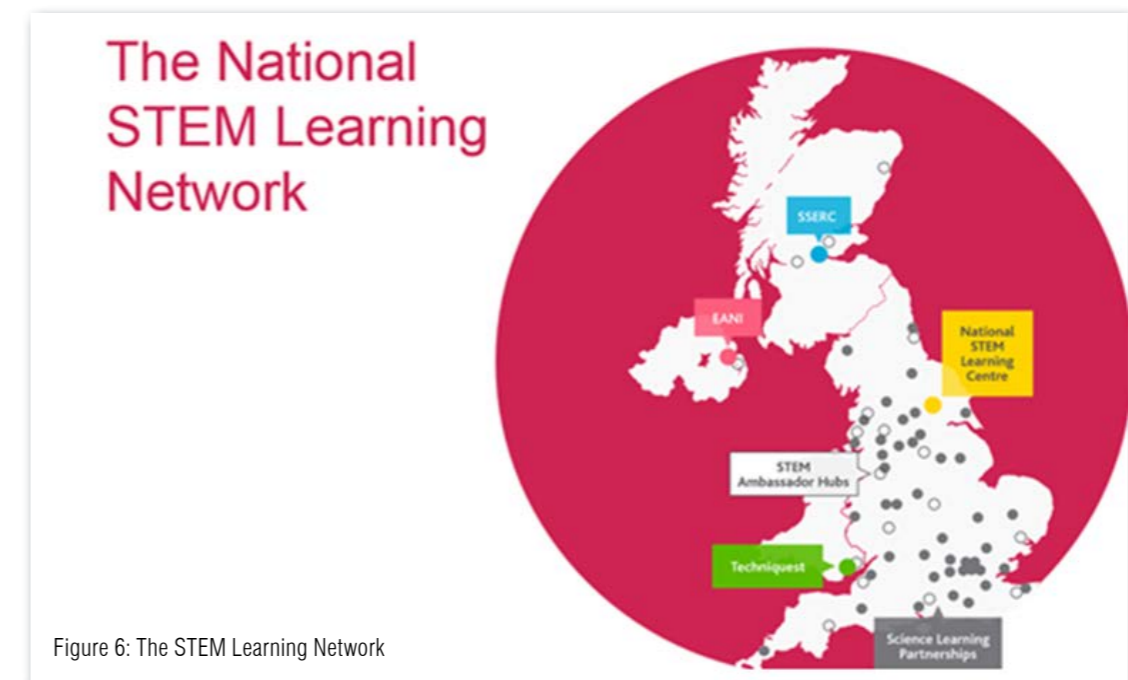 The National
STEM Learning
Network
SSERC
EANI
National
STEM
Learning
Centre
STEM
Ambassador Hubs
Techniquest
Science Learning
Partnerships
Figure 6: The STEM Learning Network